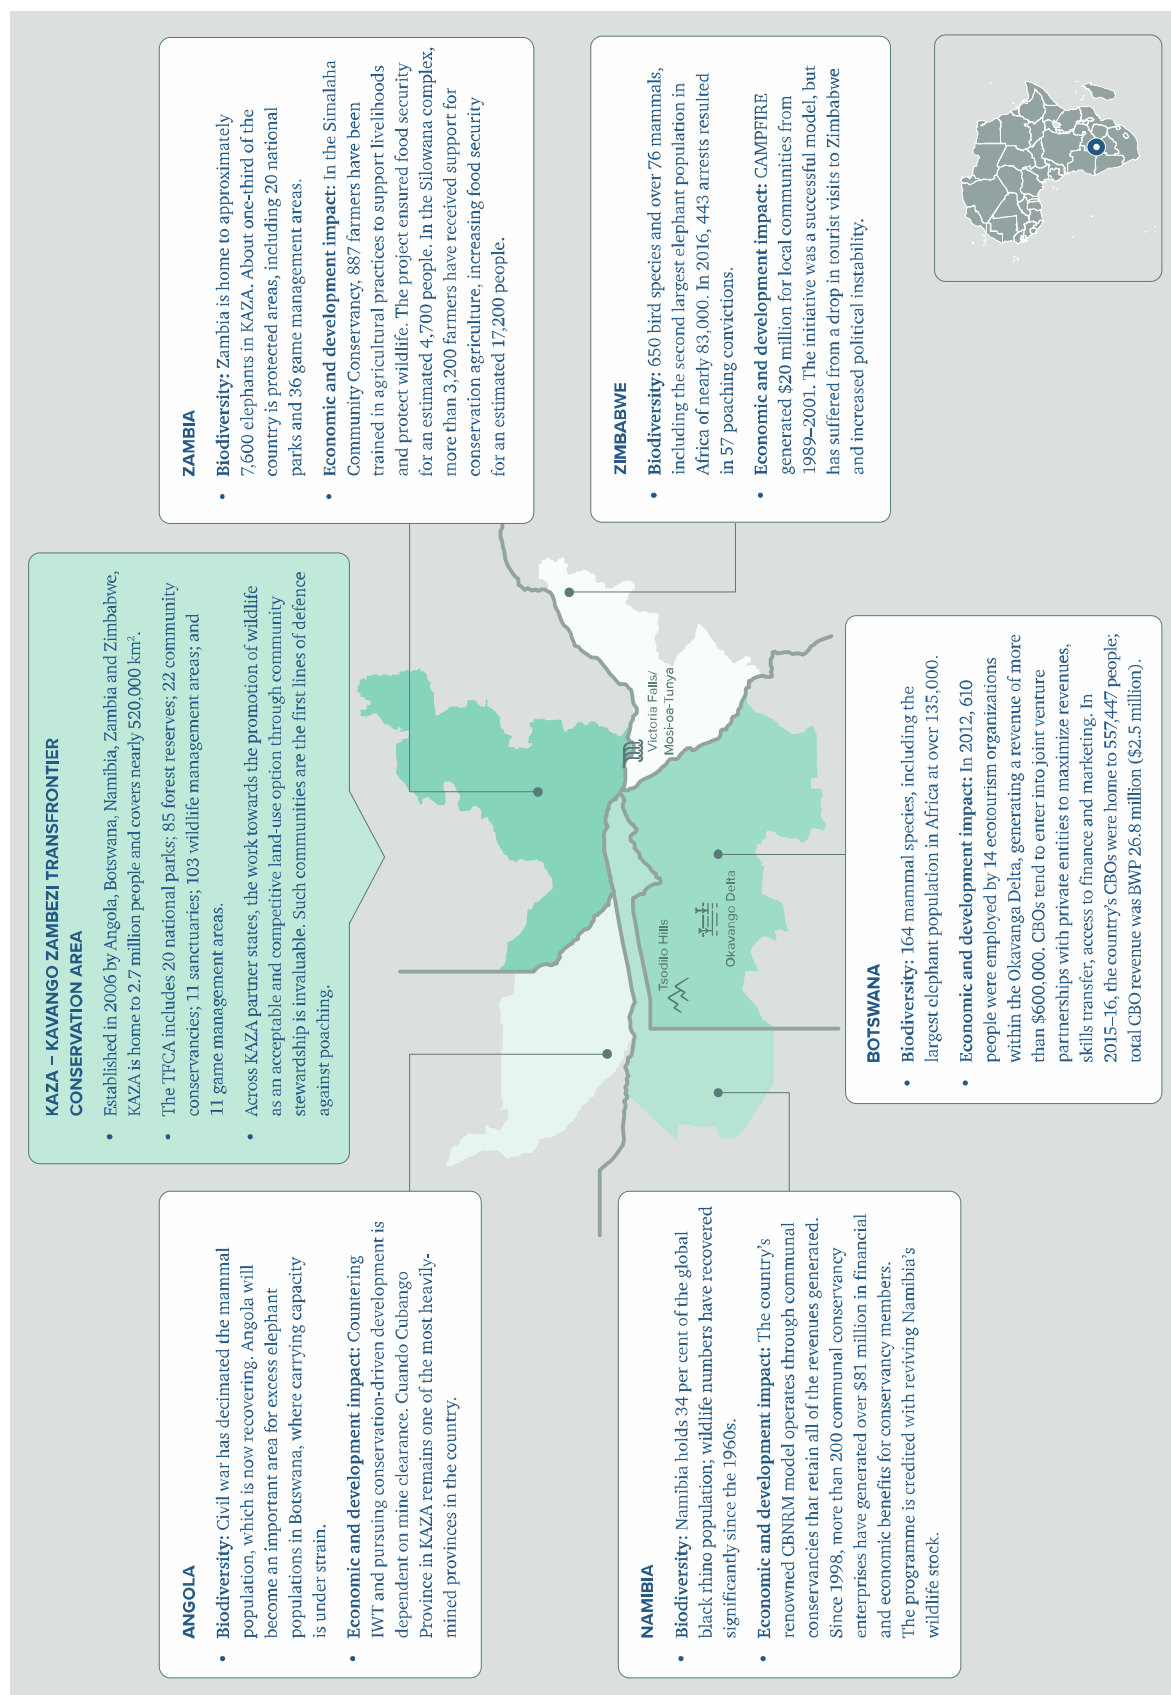 KAZA – KAVANGO ZAMBEZI TRANSFRONTIER
CONSERVATION AREA
• Established in 2006 by Angola, Botswana, Namibia, Zambia and Zimbabwe,
KAZA is home to 2.7 million people and covers nearly 520,000 km².
• The TFCA includes 20 national parks; 85 forest reserves; 22 community
conservancies; 11 sanctuaries; 103 wildlife management areas; and
11 game management areas.
• Across KAZA partner states, the work towards the promotion of wildlife
as an acceptable and competitive land-use option through community
stewardship is invaluable. Such communities are the first lines of defence
against poaching.
ANGOLA
• Biodiversity: Civil war has decimated the mammal
population, which is now recovering. Angola will
become an important area for excess elephant
populations in Botswana, where carrying capacity
is under strain.
• Economic and development impact: Countering
IWT and pursuing conservation-driven development is
dependent on mine clearance. Cuando Cubango
Province in KAZA remains one of the most heavily-
mined provinces in the country.
ZAMBIA
• Biodiversity: Zambia is home to approximately
7,600 elephants in KAZA. About one-third of the
country is protected areas, including 20 national
parks and 36 game management areas.
• Economic and development impact: In the Simalaha
Community Conservancy, 887 farmers have been
trained in agricultural practices to support livelihoods
and protect wildlife. The project ensured food security
for an estimated 4,700 people. In the Silowana complex,
more than 3,200 farmers have received support for
conservation agriculture, increasing food security
for an estimated 17,200 people.
Victoria Falls/
Mosi-oa-Tunya
Tsodilo Hills
Okavango Delta
NAMIBIA
• Biodiversity: Namibia holds 34 per cent of the global
black rhino population; wildlife numbers have recovered
significantly since the 1960s.
• Economic and development impact: The country's
renowned CBNRM model operates through communal
conservancies that retain all of the revenues generated.
Since 1998, more than 200 communal conservancy
enterprises have generated over $81 million in financial
and economic benefits for conservancy members.
The programme is credited with reviving Namibia's
wildlife stock.
BOTSWANA
• Biodiversity: 164 mammal species, including the
largest elephant population in Africa at over 135,000.
• Economic and development impact: In 2012, 610
people were employed by 14 ecotourism organizations
within the Okavanga Delta, generating a revenue of more
than $600,000. CBOs tend to enter into joint venture
partnerships with private entities to maximize revenues,
skills transfer, access to finance and marketing. In
2015–16, the country's CBOs were home to 557,447 people;
total CBO revenue was BWP 26.8 million ($2.5 million).
ZIMBABWE
• Biodiversity: 650 bird species and over 76 mammals,
including the second largest elephant population in
Africa of nearly 83,000. In 2016, 443 arrests resulted
in 57 poaching convictions.
• Economic and development impact: CAMPFIRE
generated $20 million for local communities from
1989–2001. The initiative was a successful model, but
has suffered from a drop in tourist visits to Zimbabwe
and increased political instability.